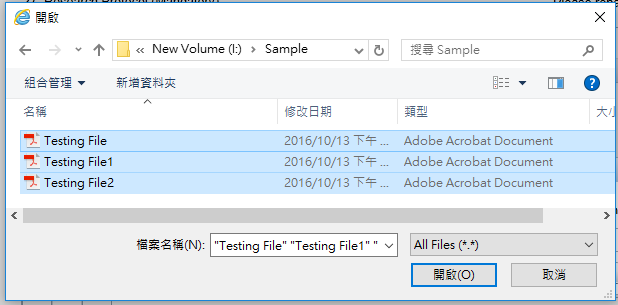 開啟
New Volume (I:) Sample
搜尋 Sample
組合管理 新增資料夾
名稱 修改日期 類型
Testing File 2016/10/13 下午 ... Adobe Acrobat Document
Testing File1 2016/10/13 下午 ... Adobe Acrobat Document
Testing File2 2016/10/13 下午 ... Adobe Acrobat Document
檔案名稱(N): "Testing File" "Testing File1" " All Files (*.*)
開啟(O) 取消